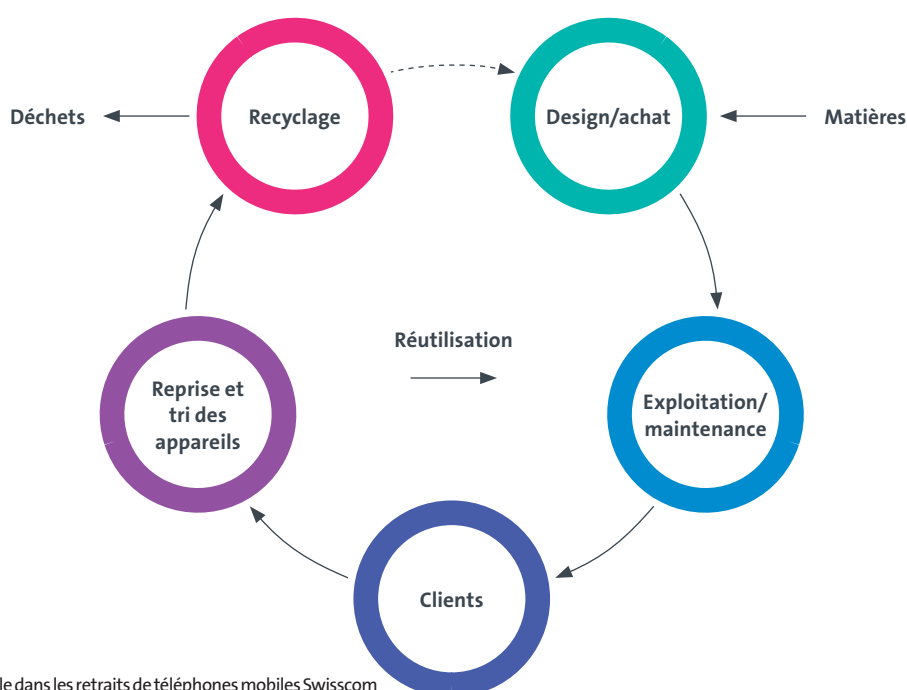 Déchets
Recyclage
Design/achat
Matières
Réutilisation
Reprise et
tri des
appareils
Exploitation/
maintenance
Clients
dans les retraits de téléphones mobiles Swisscom